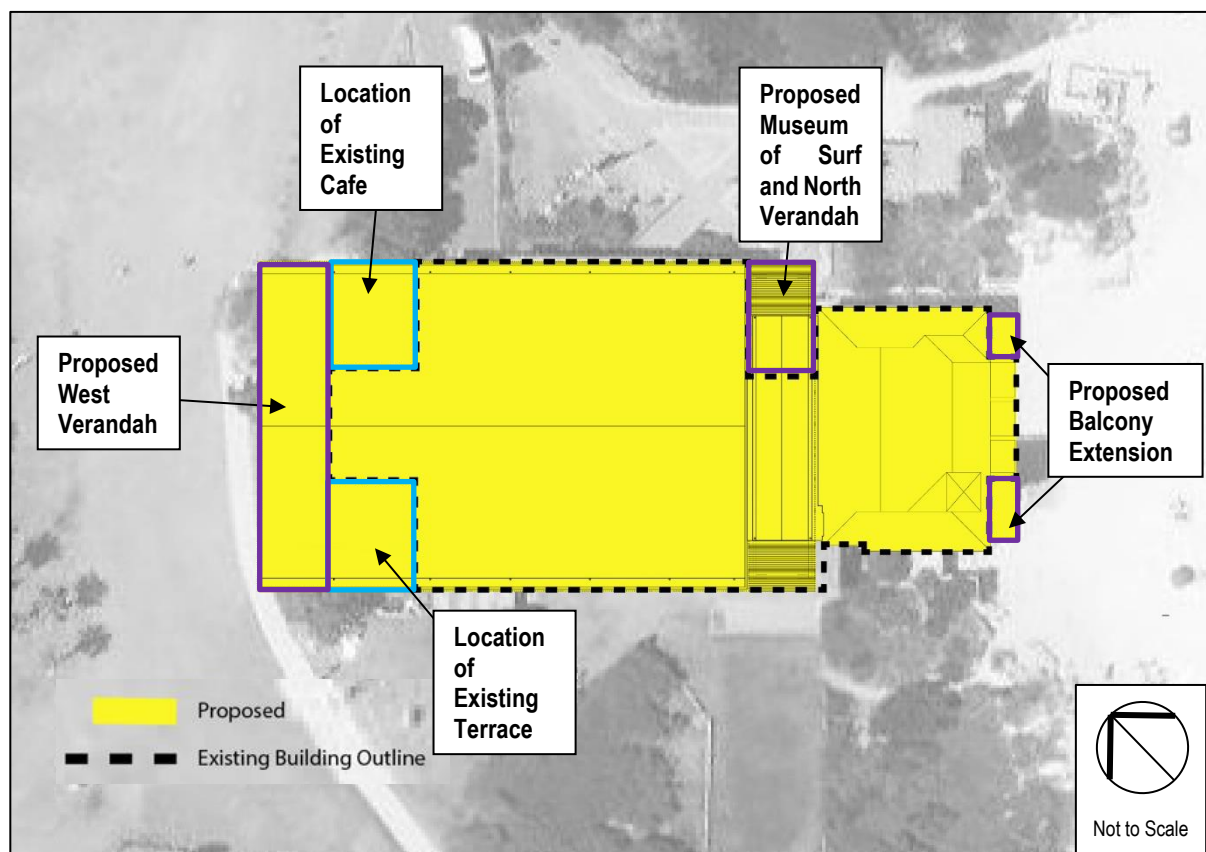 Location
of
Existing
Cafe
Proposed
Museum
of Surf
and North
Verandah
Proposed
West
Verandah
Proposed
Balcony
Extension
Location
of
Existing
Terrace
Proposed
Existing Building Outline
Not to Scale